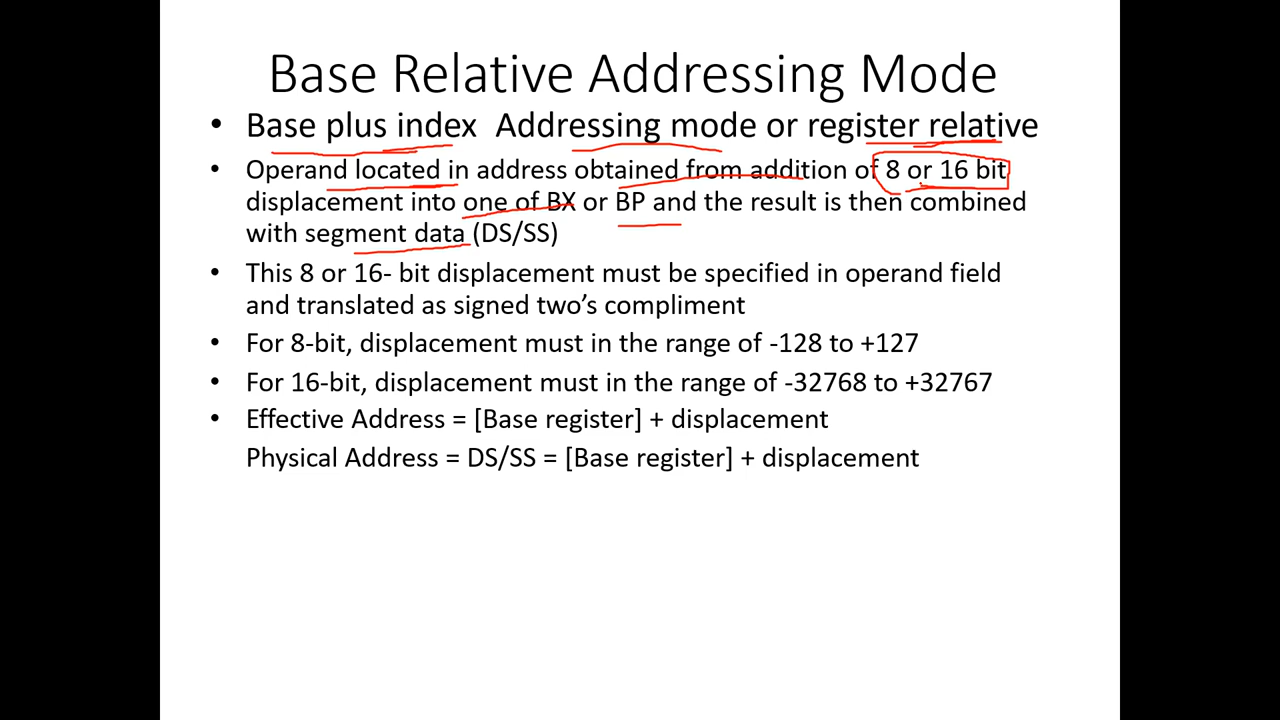 Base Relative Addressing Mode
• Base plus index Addressing mode or register relative
• Operand located in address obtained from addition of 8 or 16 bit
displacement into one of BX or BP and the result is then combined
with segment data (DS/SS)
• This 8 or 16- bit displacement must be specified in operand field
and translated as signed two's compliment
• For 8-bit, displacement must in the range of -128 to +127
• For 16-bit, displacement must in the range of -32768 to +32767
• Effective Address = [Base register] + displacement
Physical Address = DS/SS = [Base register] + displacement